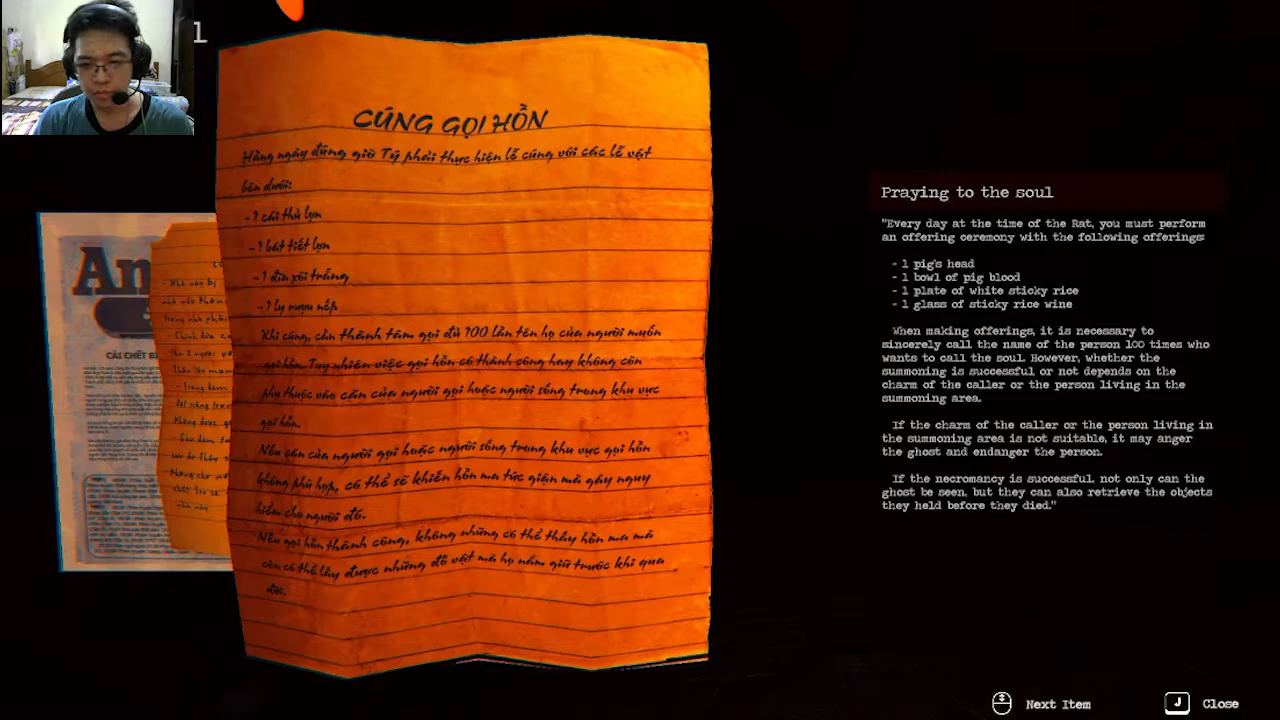 CÚNG GỌI HỒN
Hằng ngày đúng giờ Tý phải thực hiện lễ cúng với các lễ vật
bên dưới:
- 1 cái thủ lợn
- 1 bát tiết lợn
- 1 đĩa xôi trắng
- 1 ly rượu nếp
Khi cúng, cần thành tâm gọi đủ 100 lần tên họ của người muốn
gọi hồn. Tuy nhiên việc gọi hồn có thành công hay không còn
phụ thuộc vào căn của người gọi hoặc người sống trong khu vực
gọi hồn.
Nếu căn của người gọi hoặc người sống trong khu vực gọi hồn
không phù hợp, có thể sẽ khiến hồn ma tức giận mà gây nguy
hiểm cho người đó.
Nếu gọi hồn thành công, không những có thể thấy hồn ma mà
còn có thể lấy được những đồ vật mà họ nắm giữ trước khi qua
đời.
An
CÁI CHẾT BÍ
Praying to the soul
"Every day at the time of the Rat, you must perform
an offering ceremony with the following offerings:
- 1 pig's head
- 1 bowl of pig blood
- 1 plate of white sticky rice
- 1 glass of sticky rice wine
When making offerings, it is necessary to
sincerely call the name of the person 100 times who
wants to call the soul. However, whether the
summoning is successful or not depends on the
charm of the caller or the person living in the
summoning area.
If the charm of the caller or the person living in
the summoning area is not suitable, it may anger
the ghost and endanger the person.
If the necromancy is successful, not only can the
ghost be seen, but they can also retrieve the objects
they held before they died."
Next Item
J Close